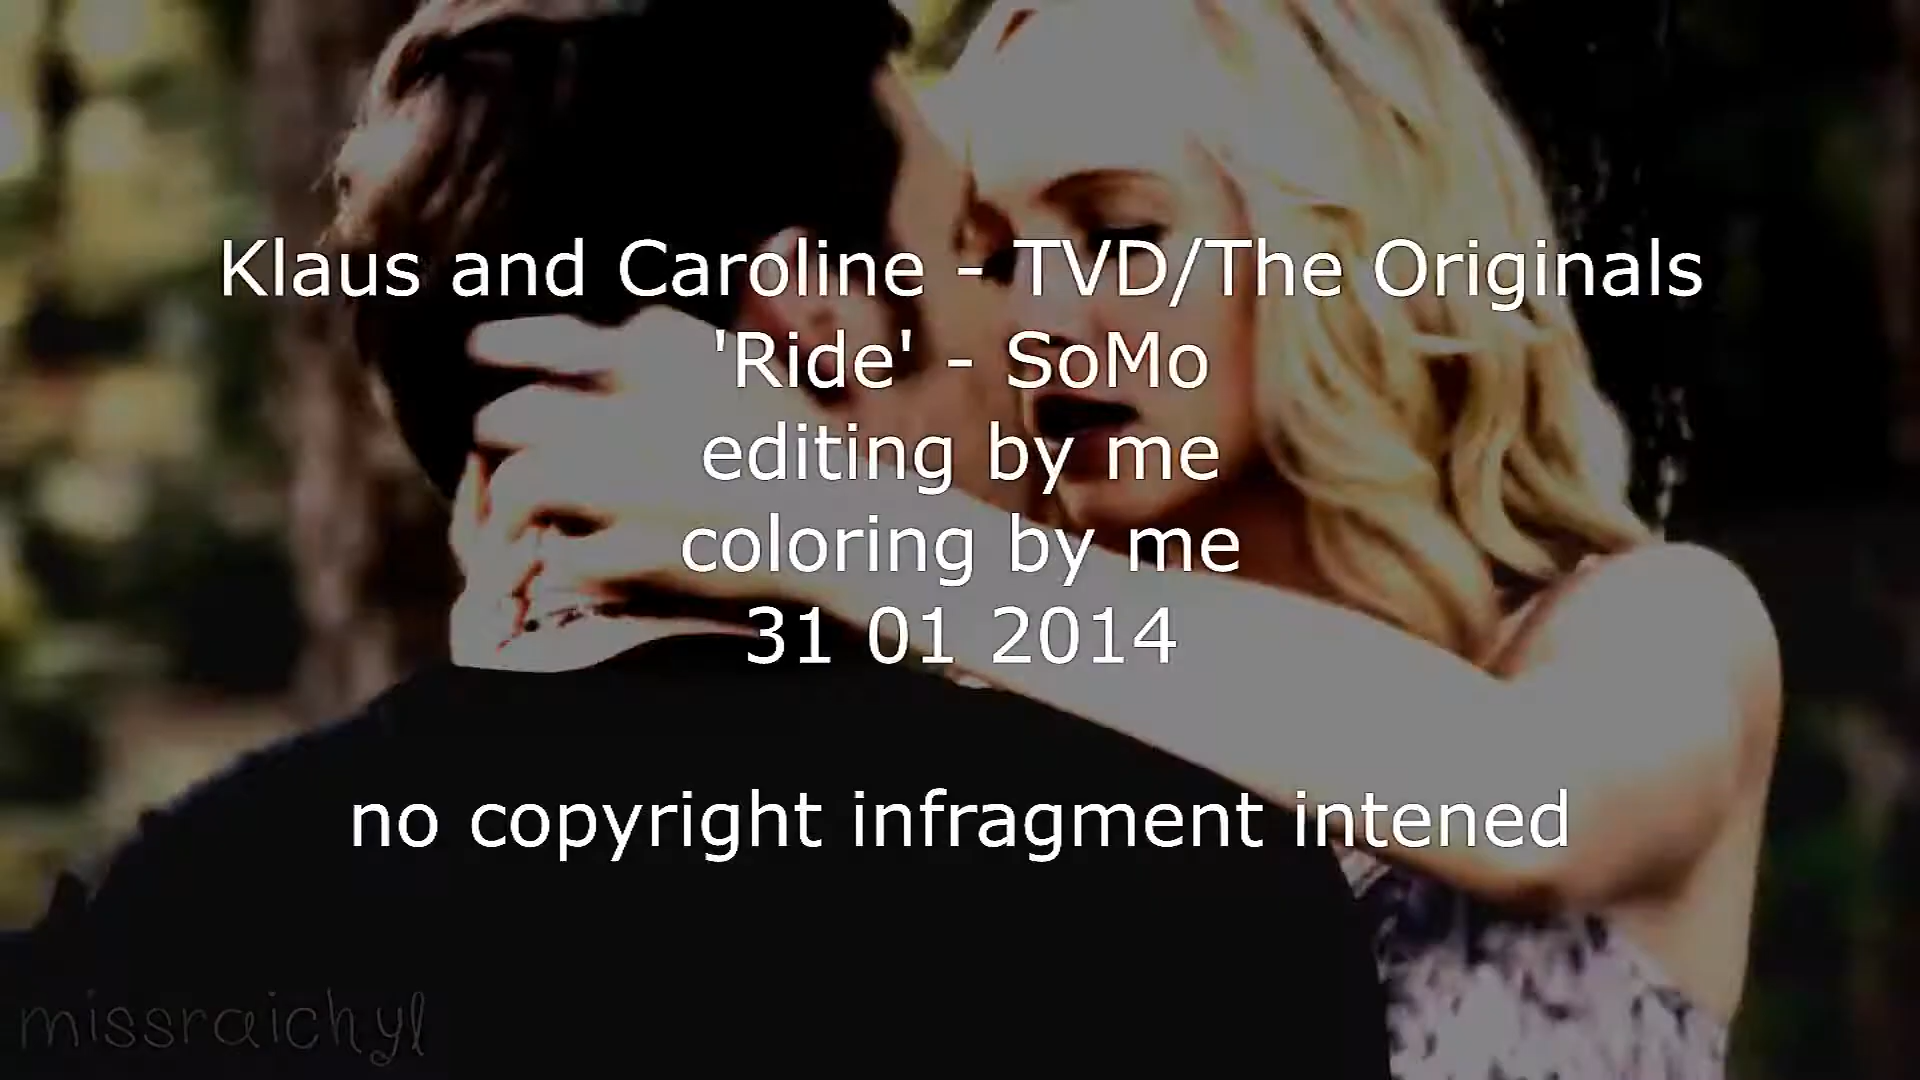 Klaus and Caroline - TVD/The Originals
'Ride' - SoMo
editing by me
coloring by me
31 01 2014
no copyright infragment intened
missraichyl